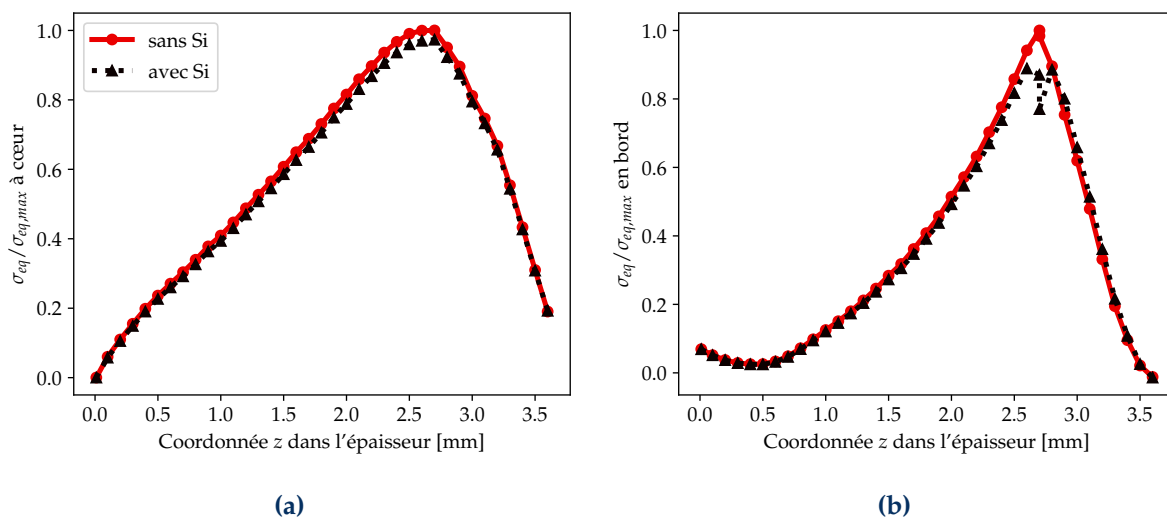 1.0
0.8
0.6
0.4
0.2
0.0
σeq/σeq,max à cœur
sans Si
avec Si
0.0 0.5 1.0 1.5 2.0 2.5 3.0 3.5
Coordonnée z dans l'épaisseur [mm]
(a)
1.0
0.8
0.6
0.4
0.2
0.0
σeq/σeq,max en bord
0.0 0.5 1.0 1.5 2.0 2.5 3.0 3.5
Coordonnée z dans l'épaisseur [mm]
(b)